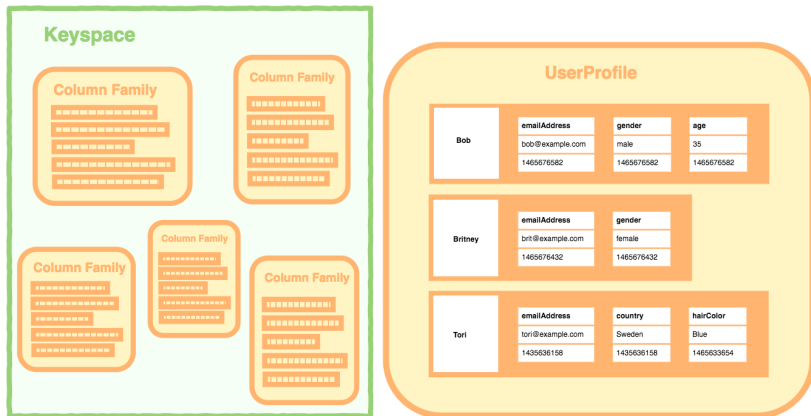 Keyspace
Column Family
Column Family
Column Family
Column Family
Column Family
UserProfile
Bob
emailAddress gender age
bob@example.com male 35
1465676582 1465676582 1465676582
Britney
emailAddress gender
brit@example.com female
1465676432 1465676432
Tori
emailAddress country hairColor
tori@example.com Sweden Blue
1435636158 1435636158 1465633654